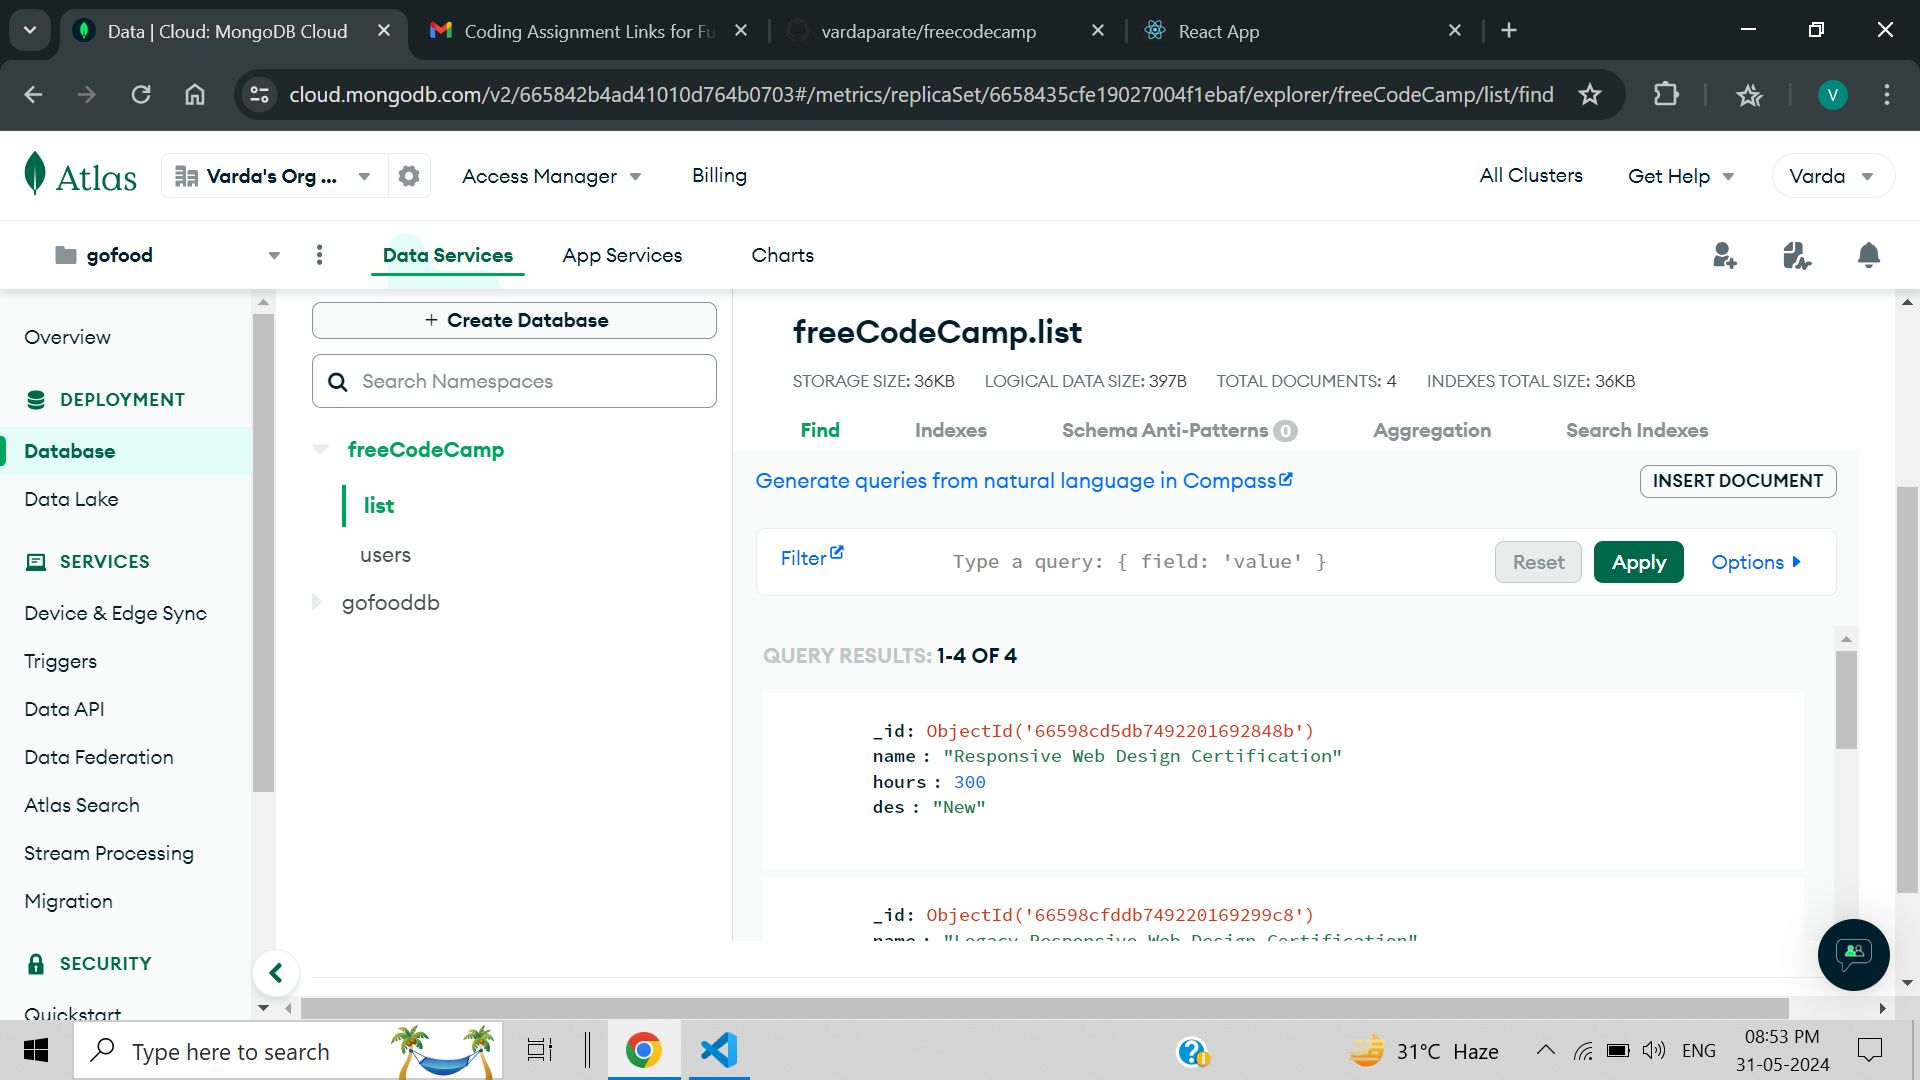 Data | Cloud: MongoDB Cloud
Coding Assignment Links for Fu
vardaparate/freecodecamp
React App
cloud.mongodb.com/v2/665842b4ad41010d764b0703#/metrics/replicaSet/6658435cfe19027004f1ebaf/explorer/freeCodeCamp/list/find
V
Atlas
Varda's Org ...
Access Manager
Billing
All Clusters
Get Help
Varda
gofood
Data Services
App Services
Charts
Overview
DEPLOYMENT
Database
Data Lake
SERVICES
Device & Edge Sync
Triggers
Data API
Data Federation
Atlas Search
Stream Processing
Migration
SECURITY
Quickstart
+ Create Database
Search Namespaces
freeCodeCamp
list
users
gofooddb
freeCodeCamp.list
STORAGE SIZE: 36KB LOGICAL DATA SIZE: 397B TOTAL DOCUMENTS: 4 INDEXES TOTAL SIZE: 36KB
Find Indexes Schema Anti-Patterns 0 Aggregation Search Indexes
Generate queries from natural language in Compass
INSERT DOCUMENT
Filter
Type a query: { field: 'value' }
Reset
Apply
Options
QUERY RESULTS: 1-4 OF 4
_id: ObjectId('66598cd5db7492201692848b')
name : "Responsive Web Design Certification"
hours : 300
des : "New"
_id: ObjectId('66598cfddb749220169299c8')
name : "Legacy Responsive Web Design Certification"
Type here to search
31°C Haze
ENG
08:53 PM
31-05-2024